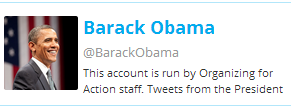 Barack Obama
@BarackObama
This account is run by Organizing for
Action staff. Tweets from the President